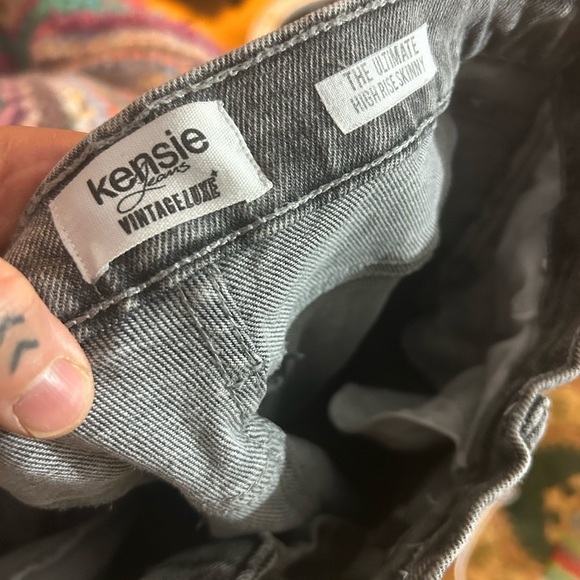 kensie
Jeans
VINTAGE LUXE
THE ULTIMATE
HIGH RISE SKINNY